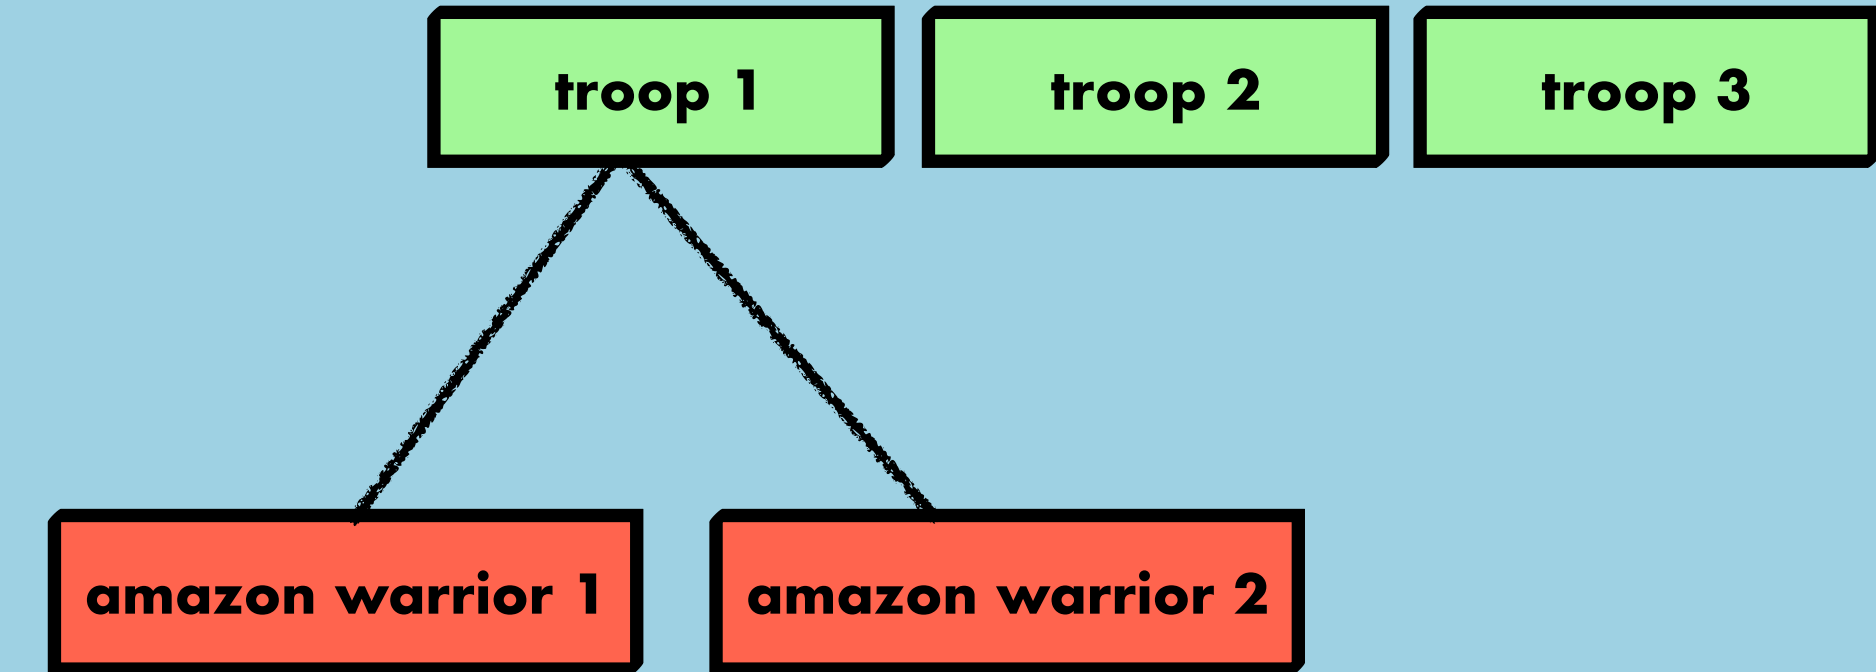 troop 1
troop 2
troop 3
amazon warrior 1
amazon warrior 2